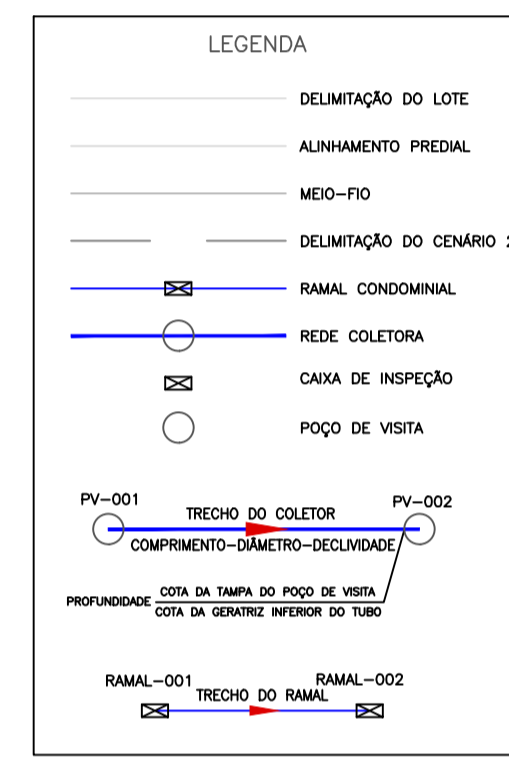 LEGENDA
DELIMITAÇÃO DO LOTE
ALINHAMENTO PREDIAL
MEIO-FIO
DELIMITAÇÃO DO CENÁRIO 2
RAMAL CONDOMINIAL
REDE COLETORA
CAIXA DE INSPEÇÃO
POÇO DE VISITA
PV-001 PV-002
TRECHO DO COLETOR
COMPRIMENTO-DIÂMETRO-DECLIVIDADE
COTA DA TAMPA DO POÇO DE VISITA
PROFUNDIDADE
COTA DA GERATRIZ INFERIOR DO TUBO
RAMAL-001 RAMAL-002
TRECHO DO RAMAL